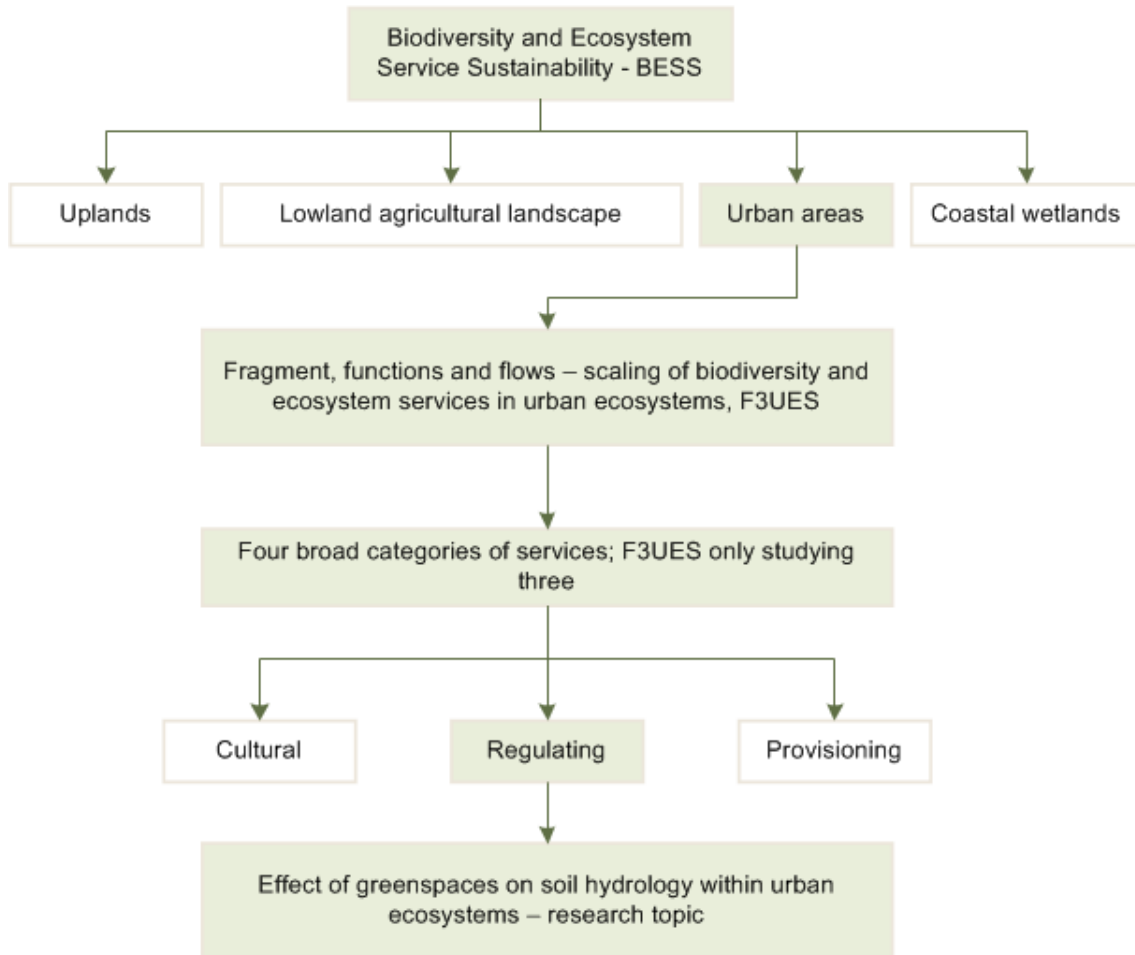 Biodiversity and Ecosystem
Service Sustainability - BESS
Uplands
Lowland agricultural landscape
Urban areas
Coastal wetlands
Fragment, functions and flows – scaling of biodiversity and
ecosystem services in urban ecosystems, F3UES
Four broad categories of services; F3UES only studying
three
Cultural
Regulating
Provisioning
Effect of greenspaces on soil hydrology within urban
ecosystems – research topic